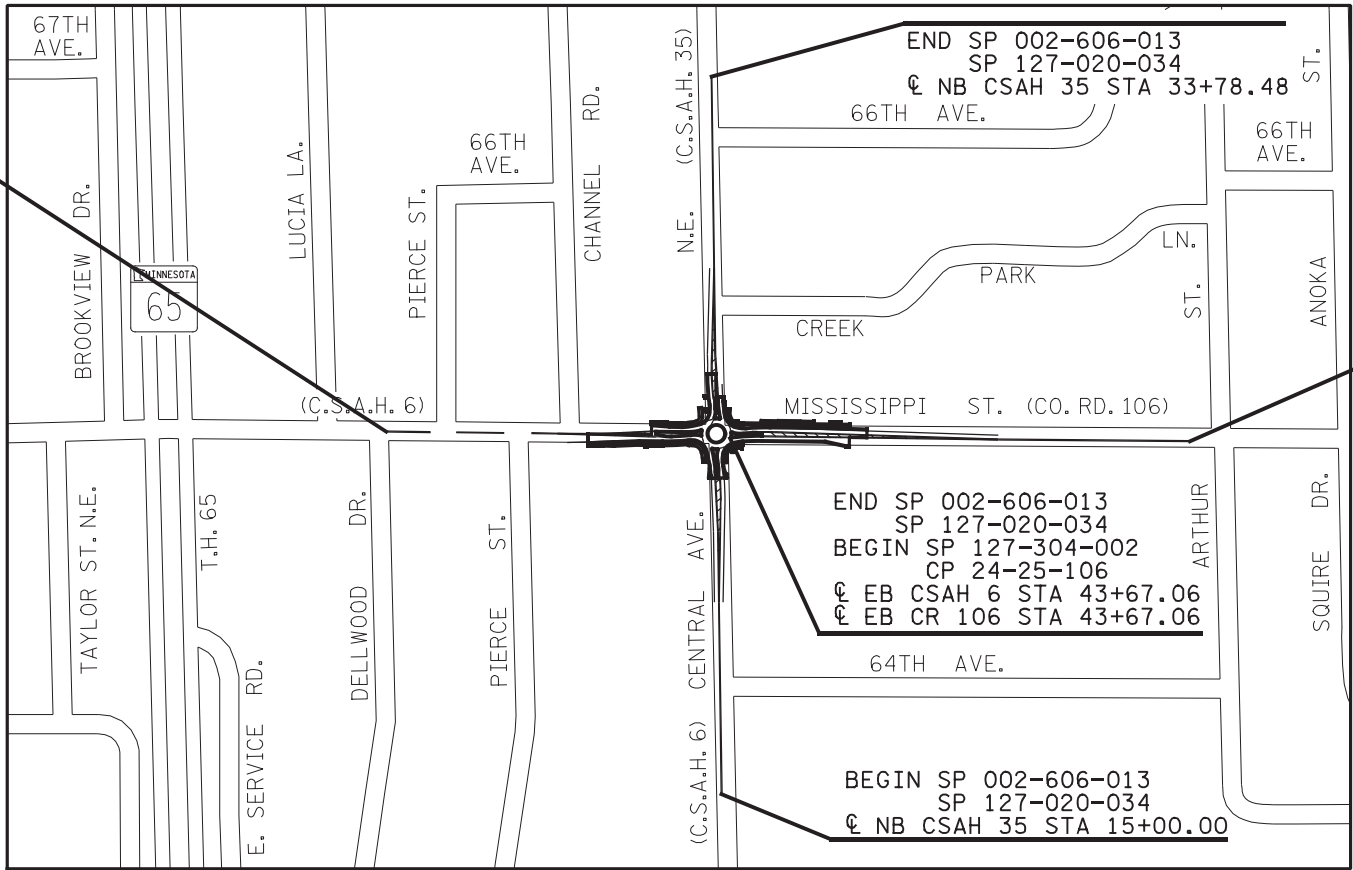 67TH
AVE.
END SP 002-606-013
SP 127-020-034
℄ NB CSAH 35 STA 33+78.48
(C.S.A.H. 35)
N.E.
ST.
66TH AVE.
66TH
AVE.
66TH
AVE.
CHANNEL RD.
LUCIA LA.
PIERCE ST.
BROOKVIEW DR.
MINNESOTA
65
LN.
PARK
CREEK
ST.
ANOKA
(C.S.A.H. 6)
MISSISSIPPI ST. (CO. RD. 106)
END SP 002-606-013
SP 127-020-034
BEGIN SP 127-304-002
CP 24-25-106
℄ EB CSAH 6 STA 43+67.06
℄ EB CR 106 STA 43+67.06
TAYLOR ST. N.E.
T.H. 65
DELLWOOD DR.
PIERCE ST.
(C.S.A.H. 6) CENTRAL AVE.
ARTHUR
SQUIRE DR.
E. SERVICE RD.
64TH AVE.
BEGIN SP 002-606-013
SP 127-020-034
℄ NB CSAH 35 STA 15+00.00